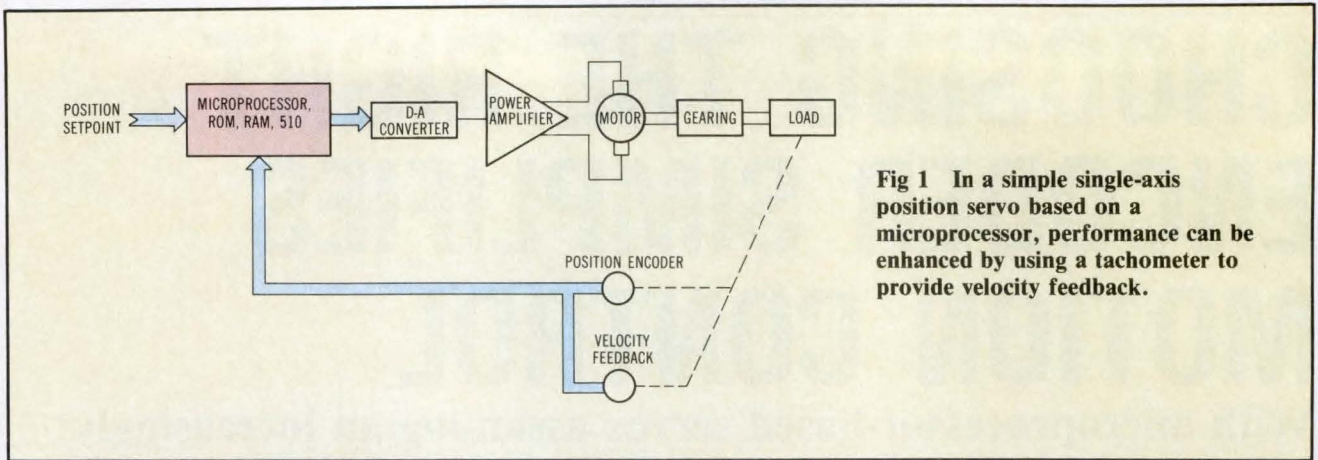 POSITION
SETPOINT
MICROPROCESSOR,
ROM, RAM, 510
D-A
CONVERTER
POWER
AMPLIFIER
MOTOR
GEARING
LOAD
POSITION ENCODER
VELOCITY
FEEDBACK
Fig 1 In a simple single-axis
position servo based on a
microprocessor, performance can be
enhanced by using a tachometer to
provide velocity feedback.